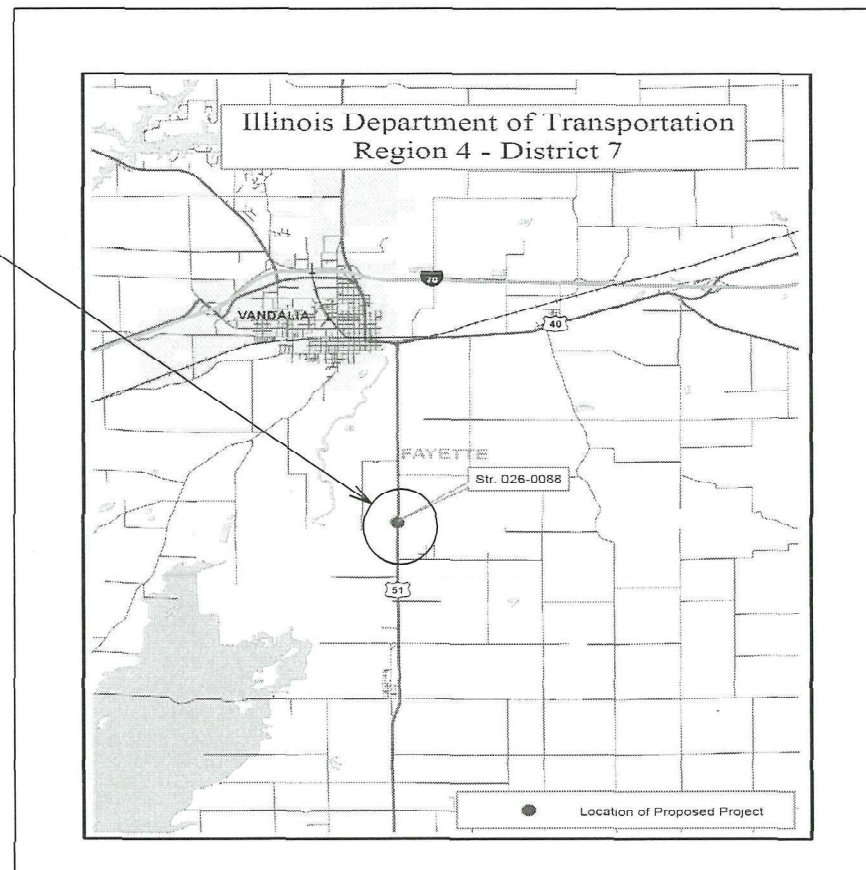 Illinois Department of Transportation
Region 4 - District 7
70
VANDALIA
40
FAYETTE
Str. 026-0088
51
Location of Proposed Project